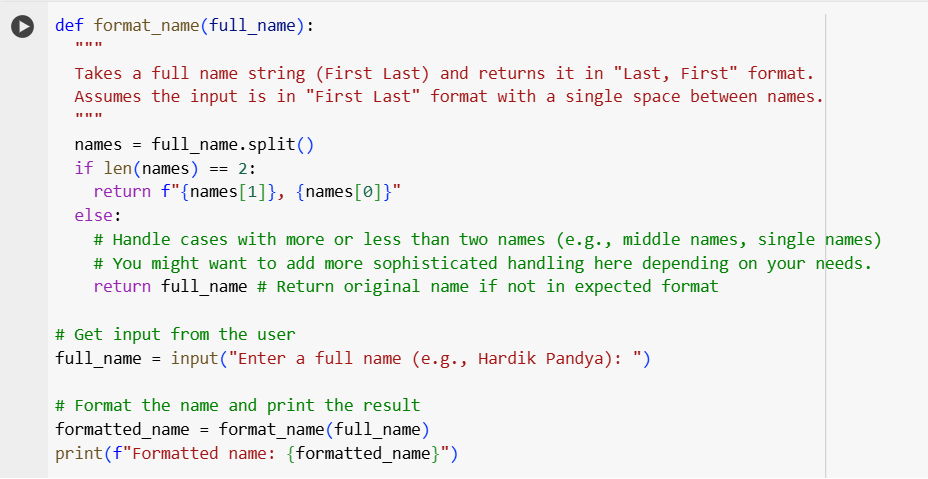 def format_name(full_name):
  """
  Takes a full name string (First Last) and returns it in "Last, First" format.
  Assumes the input is in "First Last" format with a single space between names.
  """
  names = full_name.split()
  if len(names) == 2:
    return f"{names[1]}, {names[0]}"
  else:
    # Handle cases with more or less than two names (e.g., middle names, single names)
    # You might want to add more sophisticated handling here depending on your needs.
    return full_name # Return original name if not in expected format

# Get input from the user
full_name = input("Enter a full name (e.g., Hardik Pandya): ")

# Format the name and print the result
formatted_name = format_name(full_name)
print(f"Formatted name: {formatted_name}")